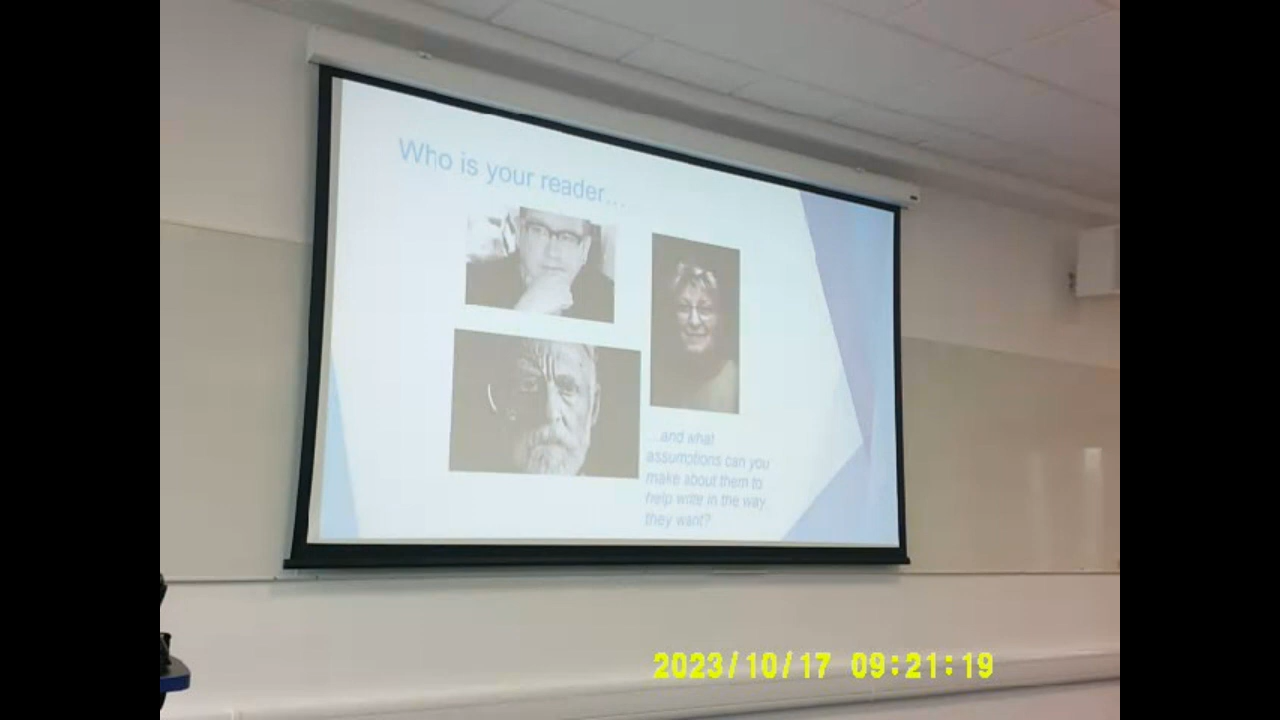 Who is your reader...
...and what
assumptions can you
make about them to
help write in the way
they want?
2023/10/17 09:21:19